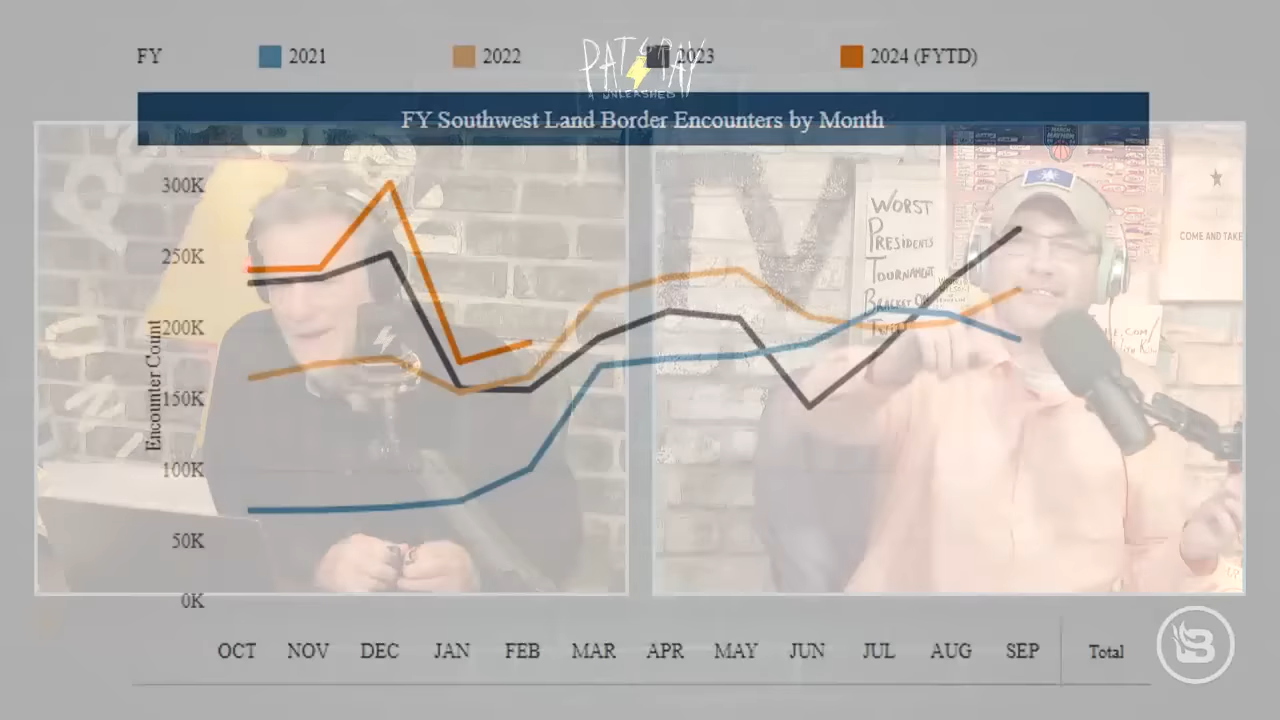 FY 2021 2022 2023 2024 (FYTD)
PAT GRAY
UNLEASHED
FY Southwest Land Border Encounters by Month
Encounter Count
300K
250K
200K
150K
100K
50K
0K
OCT NOV DEC JAN FEB MAR APR MAY JUN JUL AUG SEP Total
WORST
PRESIDENTS
TOURNAMENT
BRACKET ON
COME AND TAKE
B